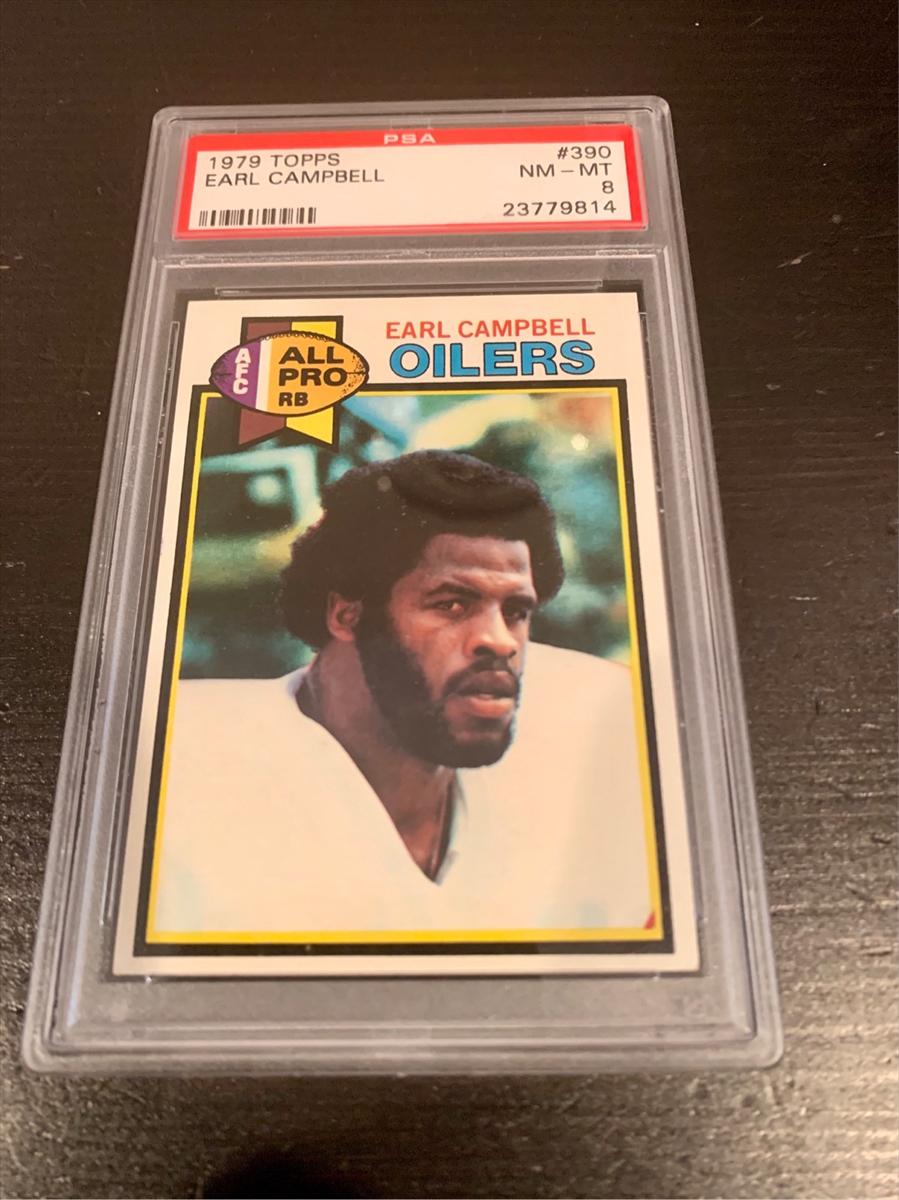 PSA
1979 TOPPS #390
EARL CAMPBELL NM - MT
8
23779814
EARL CAMPBELL
OILERS
AFC
ALL
PRO
RB